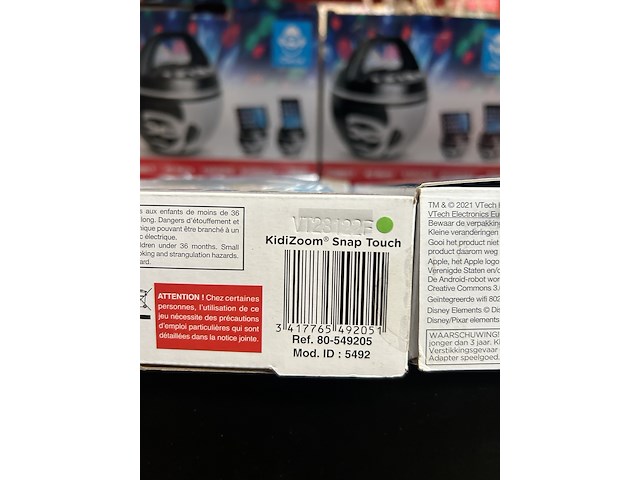 s aux enfants de moins de 36
long. Dangers d'étouffement et
ique pouvant être branché à un
c électrique.
ldren under 36 months. Small
oking and strangulation hazards.
ard.
ATTENTION ! Chez certaines
personnes, l'utilisation de ce
jeu nécessite des précautions
d'emploi particulières qui sont
détaillées dans la notice jointe.
KidiZoom® Snap Touch
3 417765 492051
Ref. 80-549205
Mod. ID : 5492
TM & © 2021 VTech
VTech Electronics Eu
Bewaar de verpakking
Kleine veranderingen
Gooi het product niet
product daarom weg
Apple, het Apple logo
Verenigde Staten en/o
De Android-robot wor
Creative Commons 3.
Geïntegreerde wifi 802
Disney Elements © Dis
Disney/Pixar elements
WAARSCHUWING!
jonger dan 3 jaar. Kl
Verstikkingsgevaar
Adapter speelgoed.